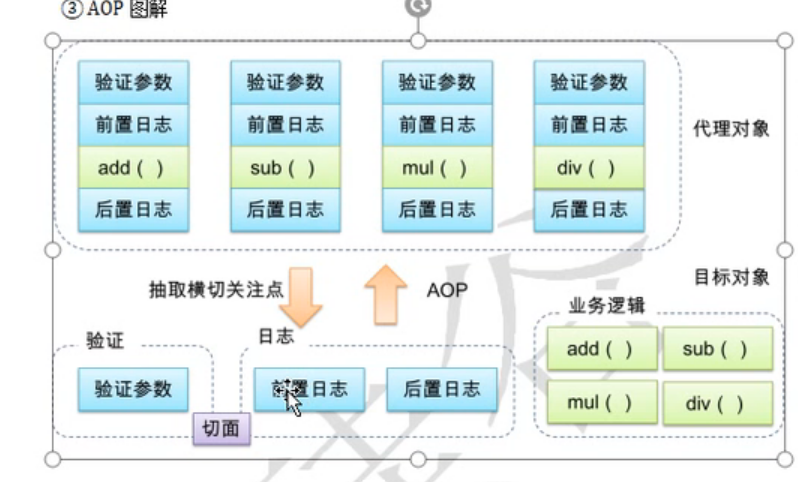 ③ AOP 图解
验证参数 验证参数 验证参数 验证参数
前置日志 前置日志 前置日志 前置日志
代理对象
add ( ) sub ( ) mul ( ) div ( )
后置日志 后置日志 后置日志 后置日志
抽取横切关注点
AOP
目标对象
业务逻辑
验证
日志
add ( ) sub ( )
验证参数
前置日志 后置日志
mul ( ) div ( )
切面